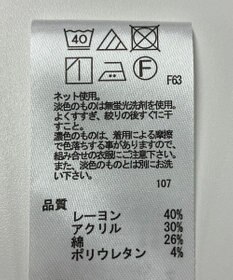 40
F
F63
ネット使用。
淡色のものは無蛍光洗剤を使用。
よくすすぎ、絞りの後すぐに干
すこと。
濃色のものは、着用による摩擦
で色落ちする事がありますので、
組み合せの衣服にご注意下さい。
また、淡色のものとは別にお洗
い下さい。
107
品質
レーヨン 40%
アクリル 30%
綿 26%
ポリウレタン 4%